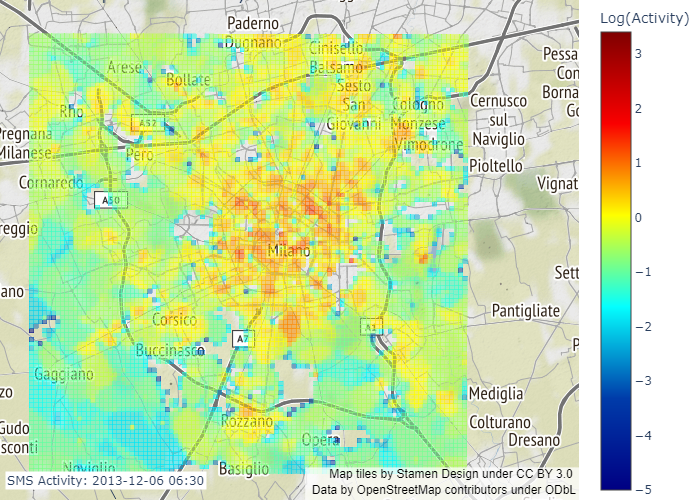 Paderno
Dugnano
Cinisello
Balsamo
Arese
Bollate
Sesto
San
Giovanni
Rho
A52
Cologno
Monzese
Cernusco
sul
Naviglio
Pessa
Con
Borna
Go
Pregnana
Milanese
Pero
Vimodrone
Pioltello
Cornaredo
A50
Vignat
reggio
Milano
Sett
ano
Pantigliate
Corsico
A7
Buccinasco
P
Gaggiano
zo
Mediglia
Rozzano
Colturano
Gudo
sconti
Opera
Dresano
Noviglio
Basiglio
SMS Activity: 2013-12-06 06:30
Map tiles by Stamen Design under CC BY 3.0
Data by OpenStreetMap contributors under ODbL
Log(Activity)
3
2
1
0
−1
−2
−3
−4
−5